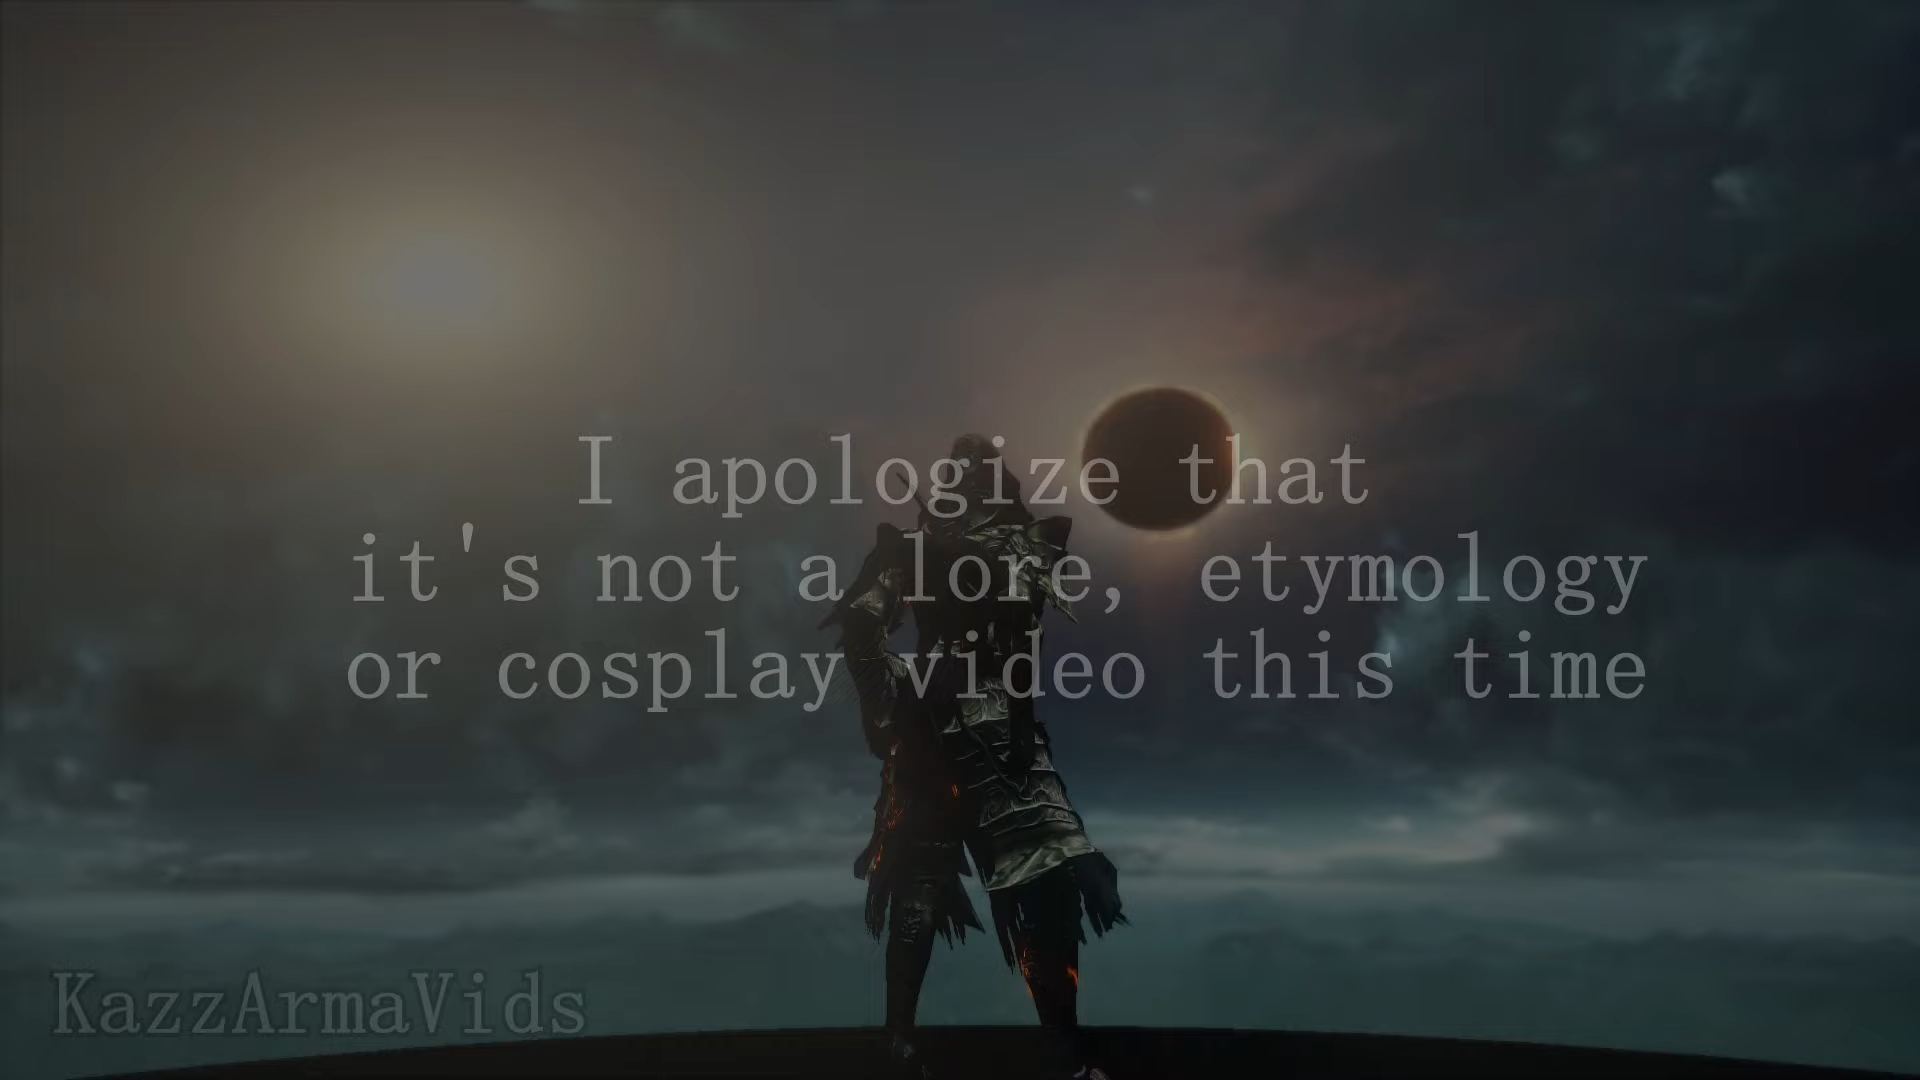 I apologize that
it's not a lore, etymology
or cosplay video this time
KazzArmaVids